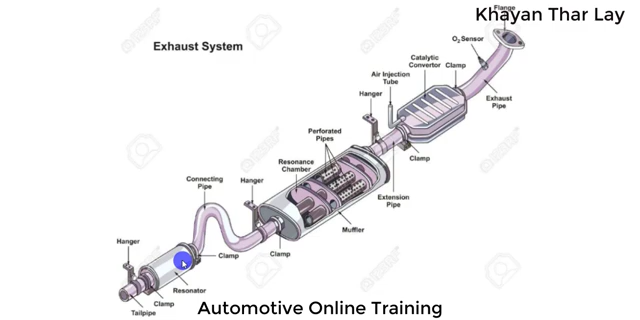 Khayan Thar Lay
Flange
Exhaust System
O2 Sensor
Catalytic
Convertor
Clamp
Air Injection
Tube
Hanger
Exhaust
Pipe
Perforated
Pipes
Clamp
Resonance
Chamber
Connecting
Pipe
Hanger
Extension
Pipe
Muffler
Hanger
Clamp
Clamp
Resonator
Clamp
Tailpipe
Automotive Online Training